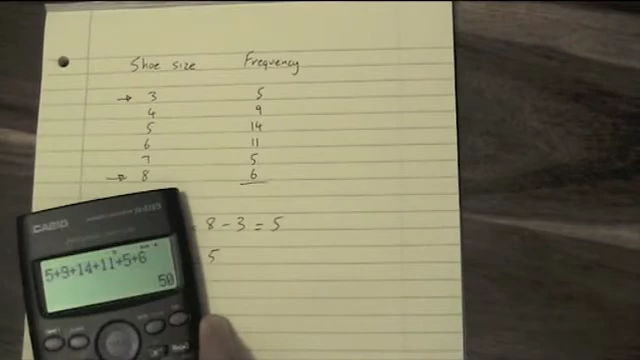 Shoe size Frequency
→ 3 5
4 9
5 14
6 11
7 5
→ 8 6
8 - 3 = 5
5
CASIO
5+9+14+11+5+6
50